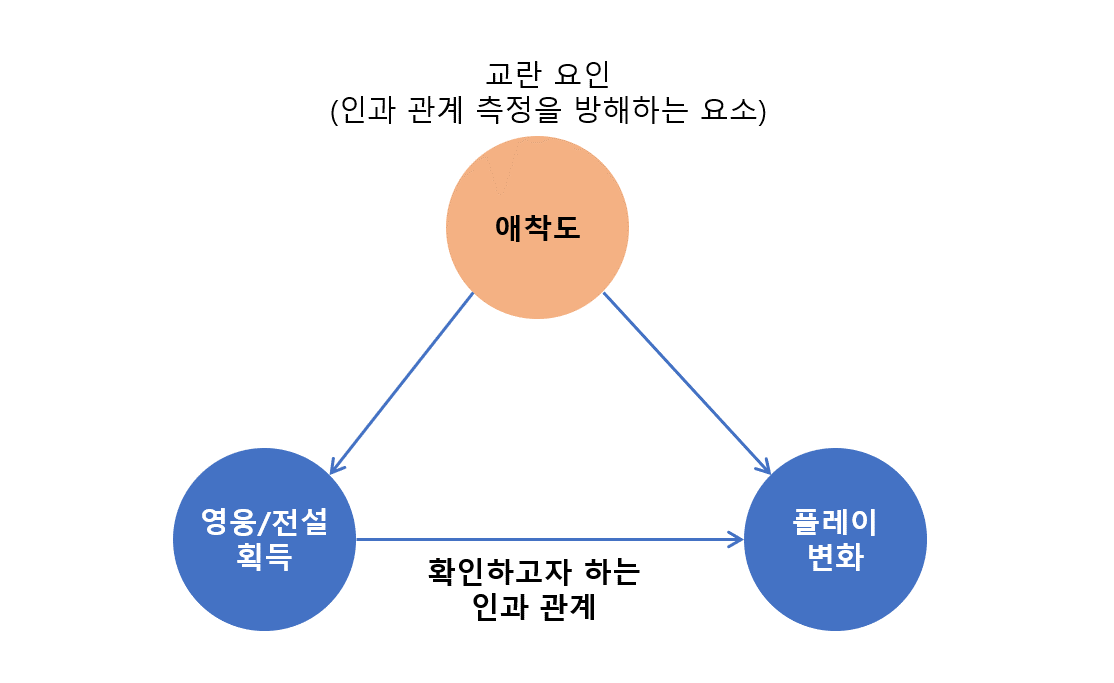 교란 요인
(인과 관계 측정을 방해하는 요소)
애착도
영웅/전설
획득
플레이
변화
확인하고자 하는
인과 관계